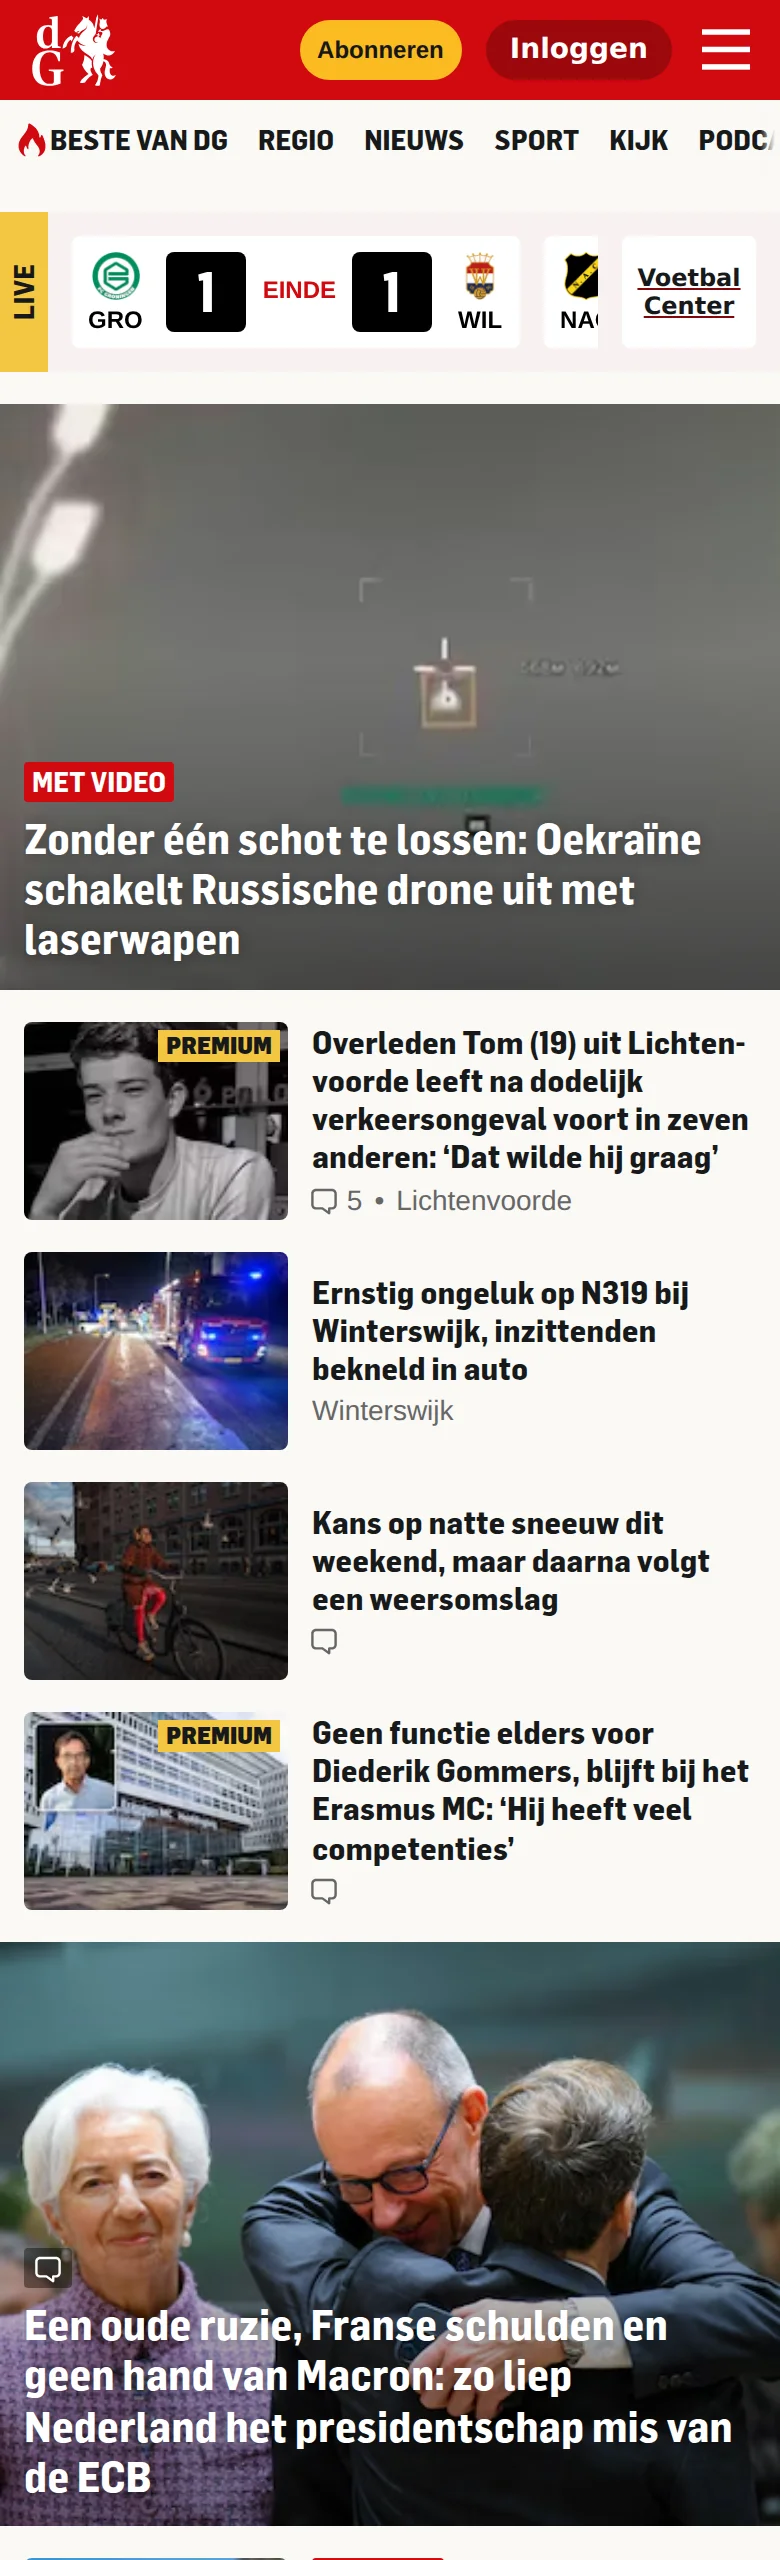 dG
Abonneren
Inloggen
BESTE VAN DG REGIO NIEUWS SPORT KIJK PODCA
LIVE
1 EINDE 1
GRO WIL NAC
Voetbal
Center
MET VIDEO
Zonder één schot te lossen: Oekraïne
schakelt Russische drone uit met
laserwapen
PREMIUM
Overleden Tom (19) uit Lichten-
voorde leeft na dodelijk
verkeersongeval voort in zeven
anderen: ‘Dat wilde hij graag’
5 • Lichtenvoorde
Ernstig ongeluk op N319 bij
Winterswijk, inzittenden
bekneld in auto
Winterswijk
Kans op natte sneeuw dit
weekend, maar daarna volgt
een weersomslag
PREMIUM
Geen functie elders voor
Diederik Gommers, blijft bij het
Erasmus MC: ‘Hij heeft veel
competenties’
Een oude ruzie, Franse schulden en
geen hand van Macron: zo liep
Nederland het presidentschap mis van
de ECB